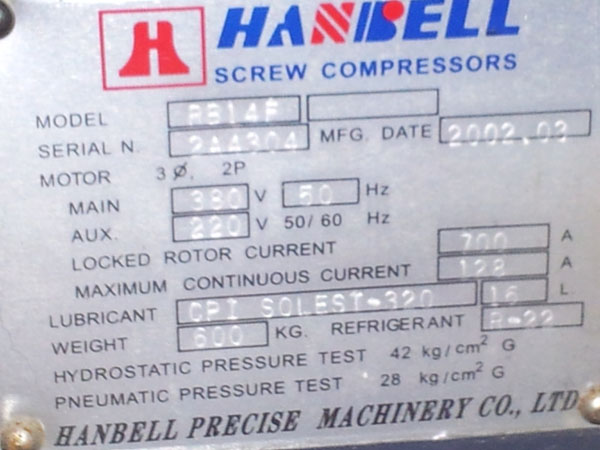 HANBELL
SCREW COMPRESSORS
MODEL RB14F
SERIAL N. 2A4304 MFG. DATE 2002.03
MOTOR 3 Ø. 2P
MAIN 380 V 50 Hz
AUX. 220 V 50/60 Hz
LOCKED ROTOR CURRENT 700 A
MAXIMUM CONTINUOUS CURRENT 128 A
LUBRICANT CPI SOLEST-320 16 L
WEIGHT 600 KG. REFRIGERANT R-22
HYDROSTATIC PRESSURE TEST 42 kg/cm² G
PNEUMATIC PRESSURE TEST 28 kg/cm² G
HANBELL PRECISE MACHINERY CO., LTD